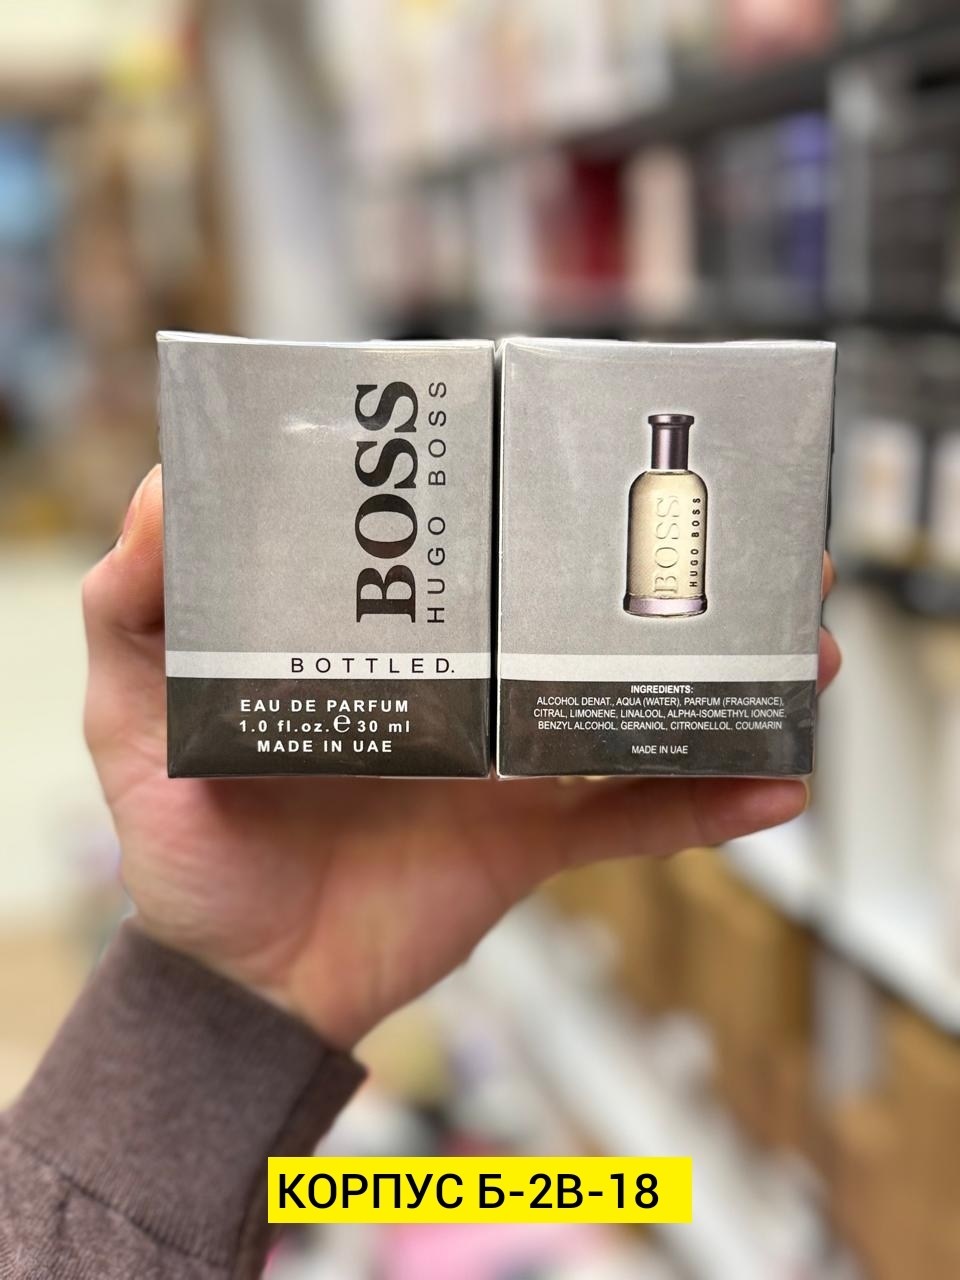 BOSS
HUGO BOSS
BOTTLED.
EAU DE PARFUM
1.0 fl.oz. ℮ 30 ml
MADE IN UAE
BOSS
HUGO BOSS
INGREDIENTS:
ALCOHOL DENAT., AQUA (WATER), PARFUM (FRAGRANCE),
CITRAL, LIMONENE, LINALOOL, ALPHA-ISOMETHYL IONONE,
BENZYL ALCOHOL, GERANIOL, CITRONELLOL, COUMARIN
MADE IN UAE
КОРПУС Б-2В-18